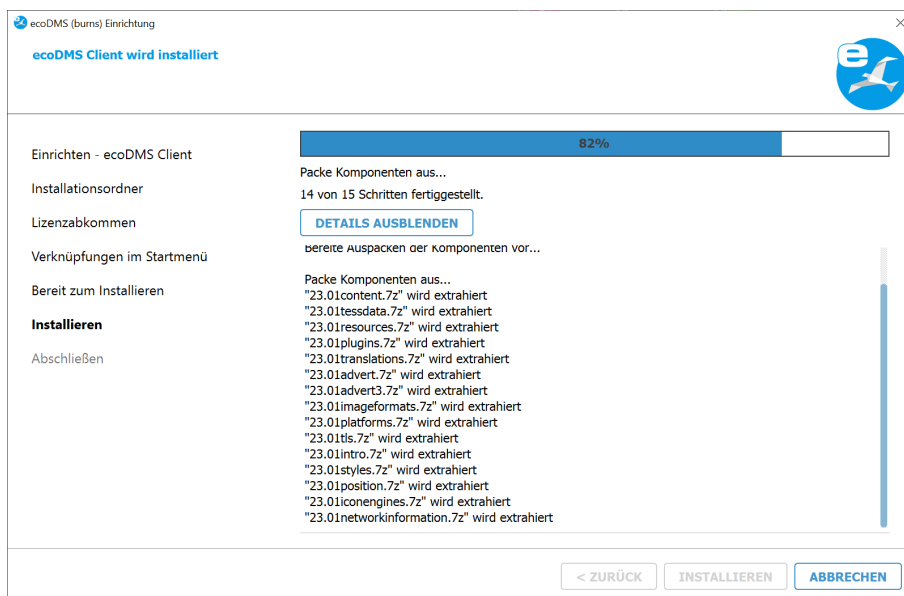 ecoDMS (burns) Einrichtung
ecoDMS Client wird installiert
e
Einrichten - ecoDMS Client
Installationsordner
Lizenzabkommen
Verknüpfungen im Startmenü
Bereit zum Installieren
Installieren
Abschließen
82%
Packe Komponenten aus...
14 von 15 Schritten fertiggestellt.
DETAILS AUSBLENDEN
Bereite Auspacken der Komponenten vor...
Packe Komponenten aus...
"23.01content.7z" wird extrahiert
"23.01tessdata.7z" wird extrahiert
"23.01resources.7z" wird extrahiert
"23.01plugins.7z" wird extrahiert
"23.01translations.7z" wird extrahiert
"23.01advert.7z" wird extrahiert
"23.01advert3.7z" wird extrahiert
"23.01imageformats.7z" wird extrahiert
"23.01platforms.7z" wird extrahiert
"23.01tls.7z" wird extrahiert
"23.01intro.7z" wird extrahiert
"23.01styles.7z" wird extrahiert
"23.01position.7z" wird extrahiert
"23.01iconengines.7z" wird extrahiert
"23.01networkinformation.7z" wird extrahiert
< ZURÜCK INSTALLIEREN ABBRECHEN